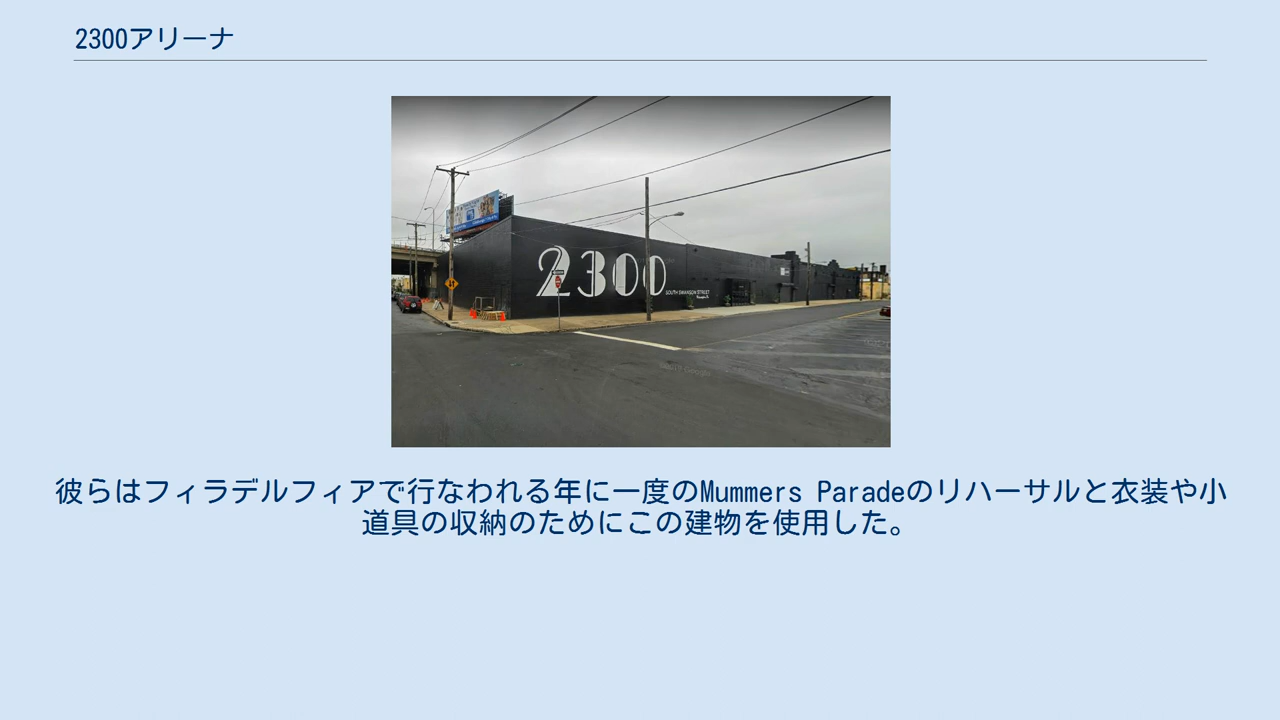 2300アリーナ
2300
SOUTH SWANSON STREET
彼らはフィラデルフィアで行なわれる年に一度のMummers Paradeのリハーサルと衣装や小
道具の収納のためにこの建物を使用した。